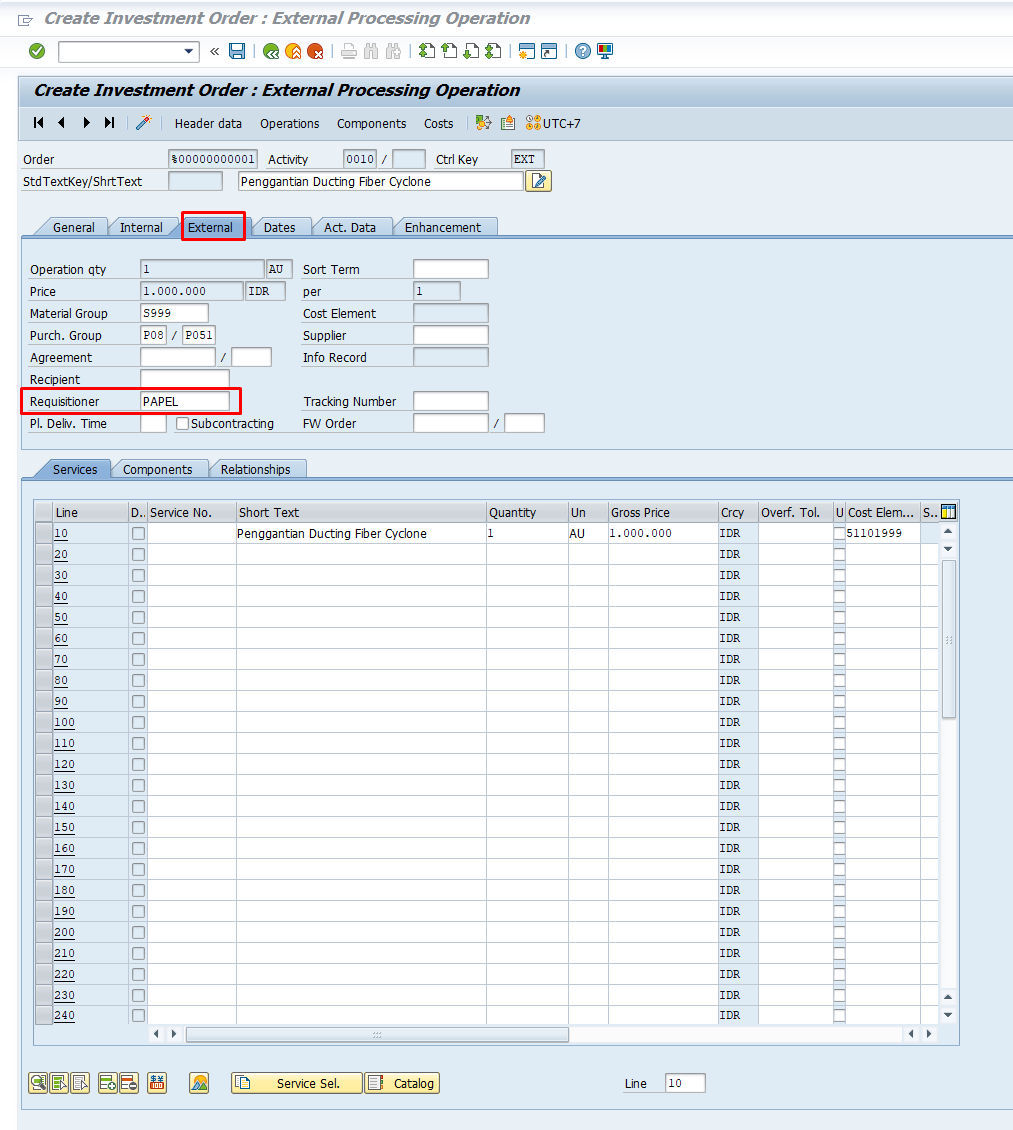 Create Investment Order : External Processing Operation
Create Investment Order : External Processing Operation
Header data Operations Components Costs UTC+7
Order %00000000001 Activity 0010 / Ctrl Key EXT
StdTextKey/ShrtText Penggantian Ducting Fiber Cyclone
General Internal External Dates Act. Data Enhancement
Operation qty 1 AU Sort Term
Price 1.000.000 IDR per 1
Material Group S999 Cost Element
Purch. Group P08 / P051 Supplier
Agreement / Info Record
Recipient
Requisitioner PAPEL Tracking Number
Pl. Deliv. Time Subcontracting FW Order /
Services Components Relationships
Line D.. Service No. Short Text Quantity Un Gross Price Crcy Overf. Tol. U Cost Elem... S..
10 Penggantian Ducting Fiber Cyclone 1 AU 1.000.000 IDR 51101999
20 IDR
30 IDR
40 IDR
50 IDR
60 IDR
70 IDR
80 IDR
90 IDR
100 IDR
110 IDR
120 IDR
130 IDR
140 IDR
150 IDR
160 IDR
170 IDR
180 IDR
190 IDR
200 IDR
210 IDR
220 IDR
230 IDR
240 IDR
Service Sel. Catalog Line 10